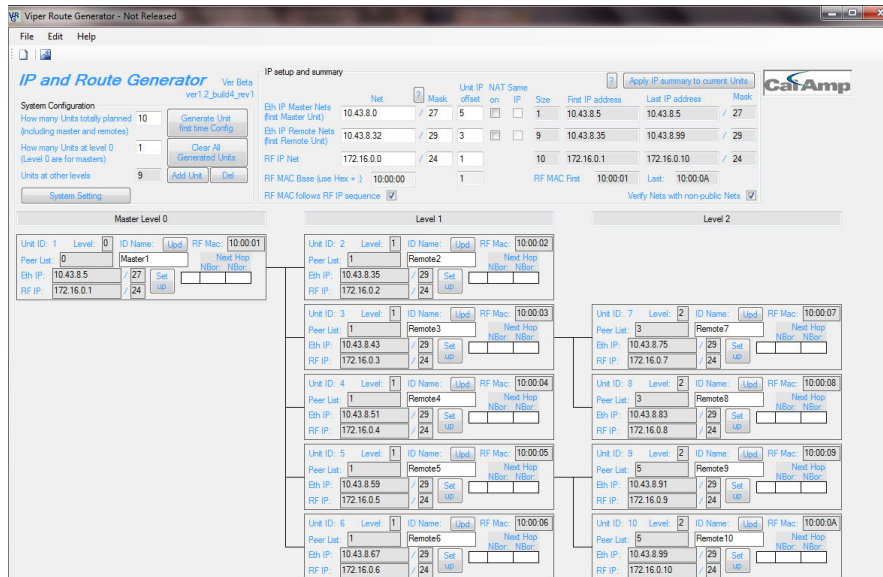 Viper Route Generator - Not Released
File Edit Help
IP and Route Generator Ver Beta
ver1.2_build4_rev1
System Configuration
How many Units totally planned 10
(including master and remotes)
Generate Unit
first time Config
How many Units at level 0 1
(Level 0 are for masters)
Clear All
Generated Units
Units at other levels 9 Add Unit Del
System Setting
IP setup and summary
? Apply IP summary to current Units
CalAmp
Net ? Mask Unit IP offset NAT on Same IP Size First IP address Last IP address Mask
Eth IP Master Nets
(first Master Unit) 10.43.8.0 / 27 5 1 10.43.8.5 10.43.8.5 / 27
Eth IP Remote Nets
(first Remote Unit) 10.43.8.32 / 29 3 9 10.43.8.35 10.43.8.99 / 29
RF IP Net 172.16.0.0 / 24 1 10 172.16.0.1 172.16.0.10 / 24
RF MAC Base (use Hex + :) 10:00:00 1 RF MAC First 10:00:01 Last: 10:00:0A
RF MAC follows RF IP sequence Verify Nets with non-public Nets
Master Level 0
Level 1
Level 2
Unit ID: 1 Level: 0 ID Name: Upd RF Mac: 10:00:01
Peer List: 0 Master1 Next Hop
NBor: NBor:
Eth IP: 10.43.8.5 / 27 Set up
RF IP: 172.16.0.1 / 24
Unit ID: 2 Level: 1 ID Name: Upd RF Mac: 10:00:02
Peer List: 1 Remote2 Next Hop
NBor: NBor:
Eth IP: 10.43.8.35 / 29 Set up
RF IP: 172.16.0.2 / 24
Unit ID: 3 Level: 1 ID Name: Upd RF Mac: 10:00:03
Peer List: 1 Remote3 Next Hop
NBor: NBor:
Eth IP: 10.43.8.43 / 29 Set up
RF IP: 172.16.0.3 / 24
Unit ID: 4 Level: 1 ID Name: Upd RF Mac: 10:00:04
Peer List: 1 Remote4 Next Hop
NBor: NBor:
Eth IP: 10.43.8.51 / 29 Set up
RF IP: 172.16.0.4 / 24
Unit ID: 5 Level: 1 ID Name: Upd RF Mac: 10:00:05
Peer List: 1 Remote5 Next Hop
NBor: NBor:
Eth IP: 10.43.8.59 / 29 Set up
RF IP: 172.16.0.5 / 24
Unit ID: 6 Level: 1 ID Name: Upd RF Mac: 10:00:06
Peer List: 1 Remote6 Next Hop
NBor: NBor:
Eth IP: 10.43.8.67 / 29 Set up
RF IP: 172.16.0.6 / 24
Unit ID: 7 Level: 2 ID Name: Upd RF Mac: 10:00:07
Peer List: 3 Remote7 Next Hop
NBor: NBor:
Eth IP: 10.43.8.75 / 29 Set up
RF IP: 172.16.0.7 / 24
Unit ID: 8 Level: 2 ID Name: Upd RF Mac: 10:00:08
Peer List: 3 Remote8 Next Hop
NBor: NBor:
Eth IP: 10.43.8.83 / 29 Set up
RF IP: 172.16.0.8 / 24
Unit ID: 9 Level: 2 ID Name: Upd RF Mac: 10:00:09
Peer List: 5 Remote9 Next Hop
NBor: NBor:
Eth IP: 10.43.8.91 / 29 Set up
RF IP: 172.16.0.9 / 24
Unit ID: 10 Level: 2 ID Name: Upd RF Mac: 10:00:0A
Peer List: 5 Remote10 Next Hop
NBor: NBor:
Eth IP: 10.43.8.99 / 29 Set up
RF IP: 172.16.0.10 / 24